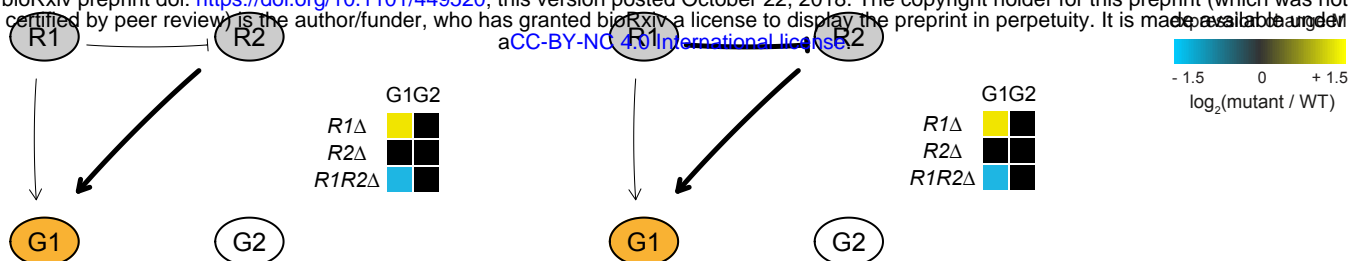 bioRxiv preprint doi: https://doi.org/10.1101/449520; this version posted October 22, 2018. The copyright holder for this preprint (which was not
certified by peer review) is the author/funder, who has granted bioRxiv a license to display the preprint in perpetuity. It is made available under
aCC-BY-NC 4.0 International license.
R1 R2
G1G2
R1Δ
R2Δ
R1R2Δ
G1 G2
R1 R2
G1G2
R1Δ
R2Δ
R1R2Δ
G1 G2
expression change M
- 1.5 0 + 1.5
log2(mutant / WT)